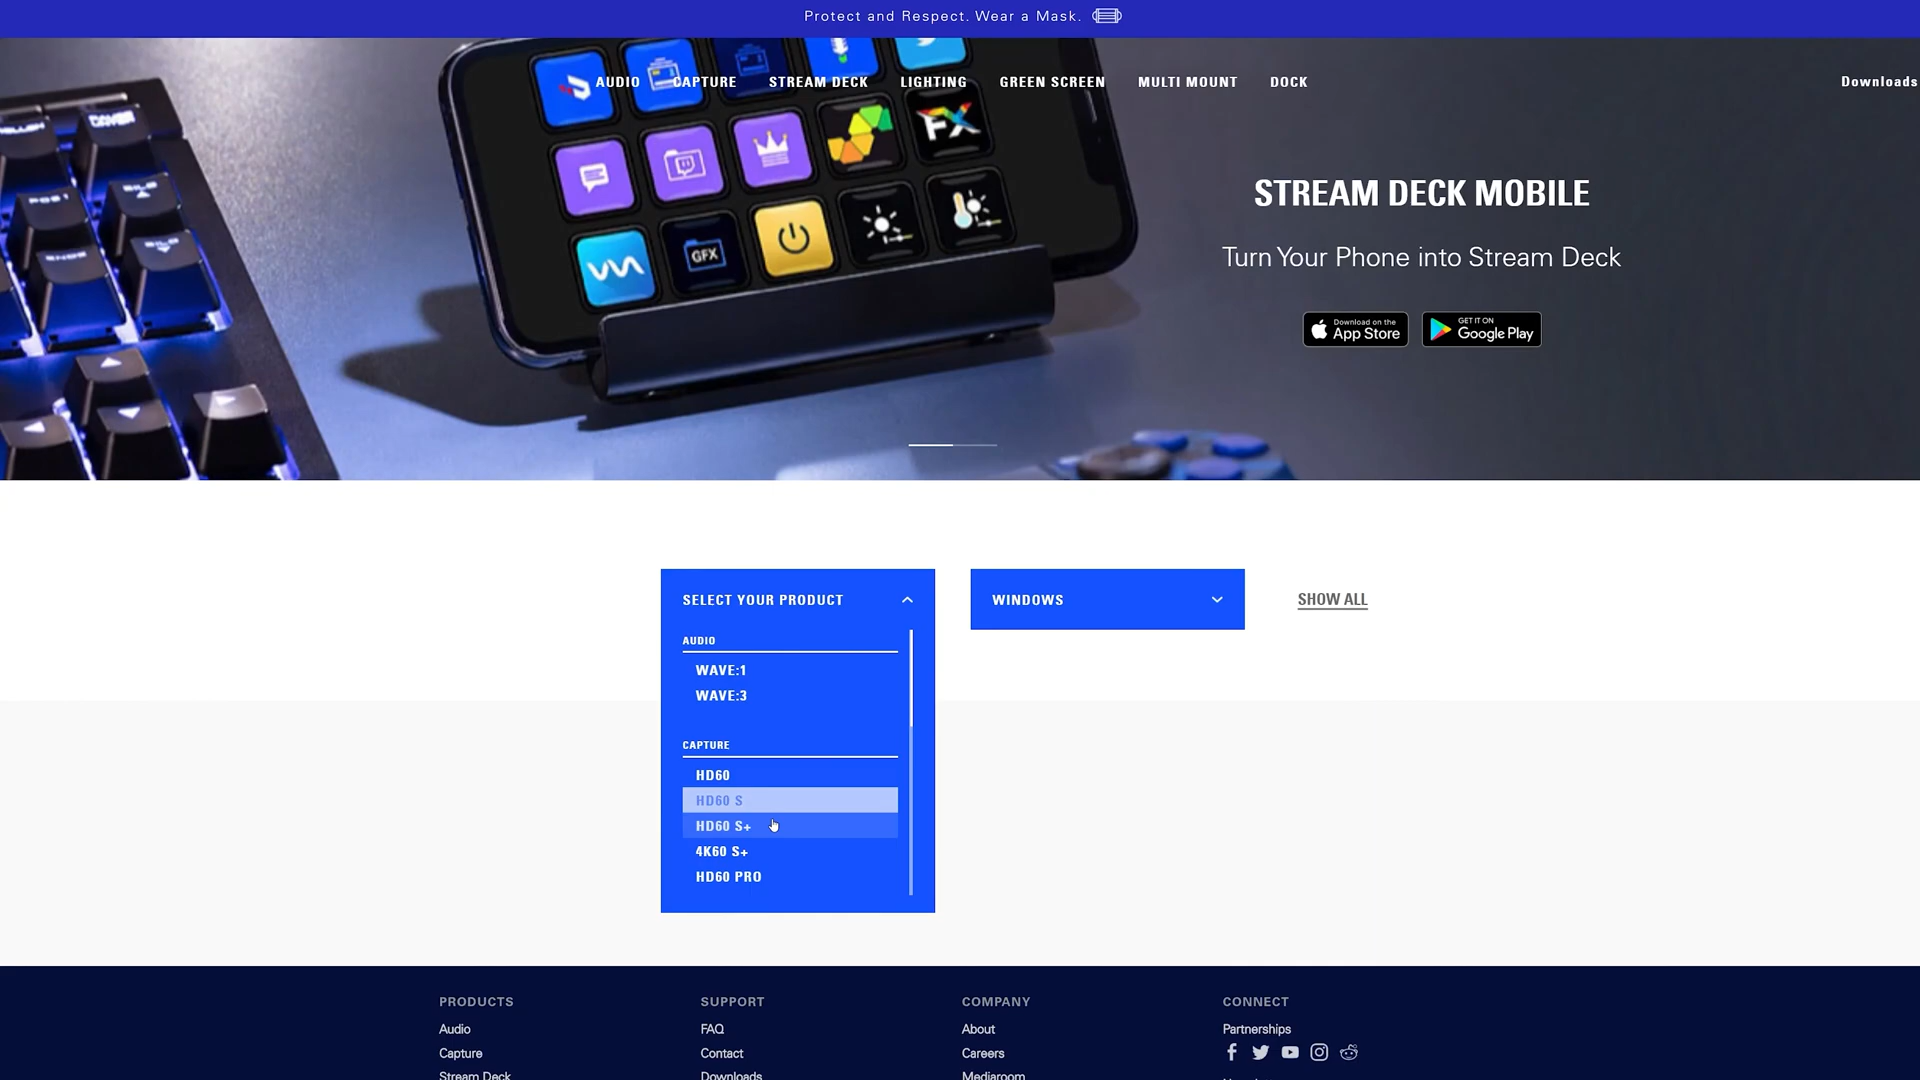 Protect and Respect. Wear a Mask.
AUDIO CAPTURE STREAM DECK LIGHTING GREEN SCREEN MULTI MOUNT DOCK Downloads
FX
GFX
STREAM DECK MOBILE
Turn Your Phone into Stream Deck
Download on the
App Store
GET IT ON
Google Play
SELECT YOUR PRODUCT
WINDOWS
SHOW ALL
AUDIO
WAVE:1
WAVE:3
CAPTURE
HD60
HD60 S
HD60 S+
4K60 S+
HD60 PRO
PRODUCTS
Audio
Capture
Stream Deck
SUPPORT
FAQ
Contact
Downloads
COMPANY
About
Careers
Mediaroom
CONNECT
Partnerships